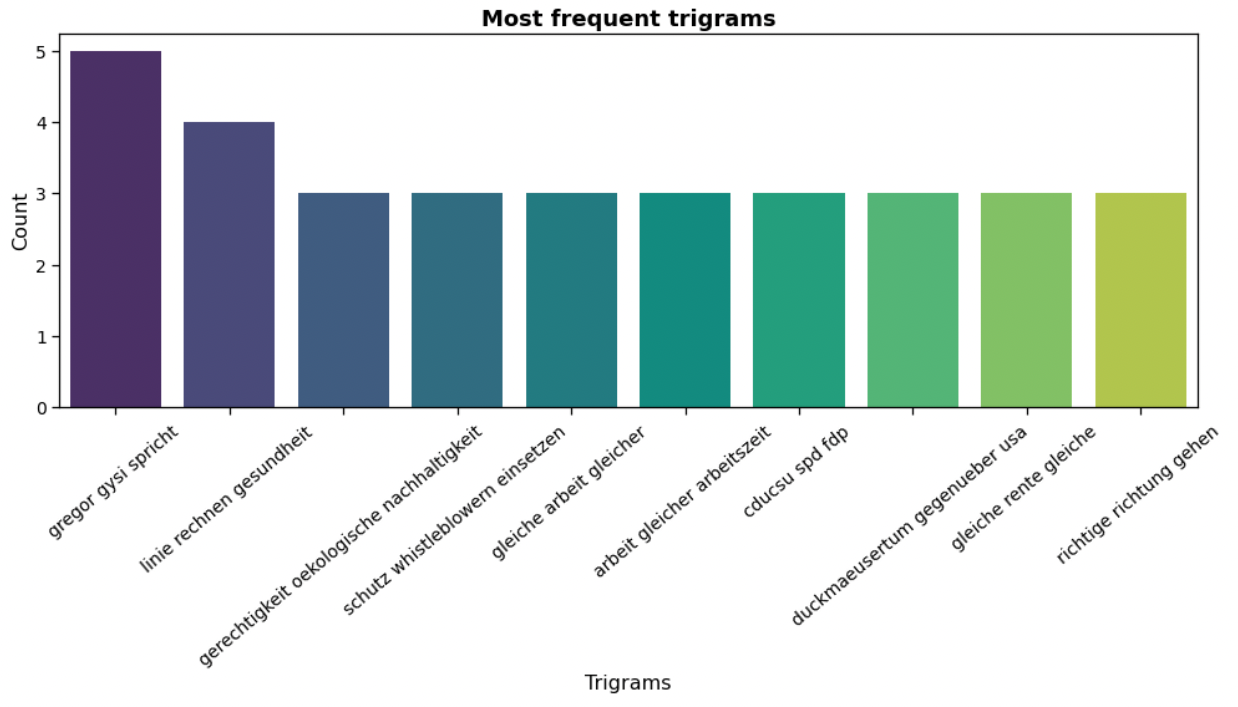 Most frequent trigrams
Count
5
4
3
2
1
0
gregor gysi spricht
linie rechnen gesundheit
gerechtigkeit oekologische nachhaltigkeit
schutz whistleblowern einsetzen
gleiche arbeit gleicher
arbeit gleicher arbeitszeit
cducsu spd fdp
duckmaeusertum gegenueber usa
gleiche rente gleiche
richtige richtung gehen
Trigrams